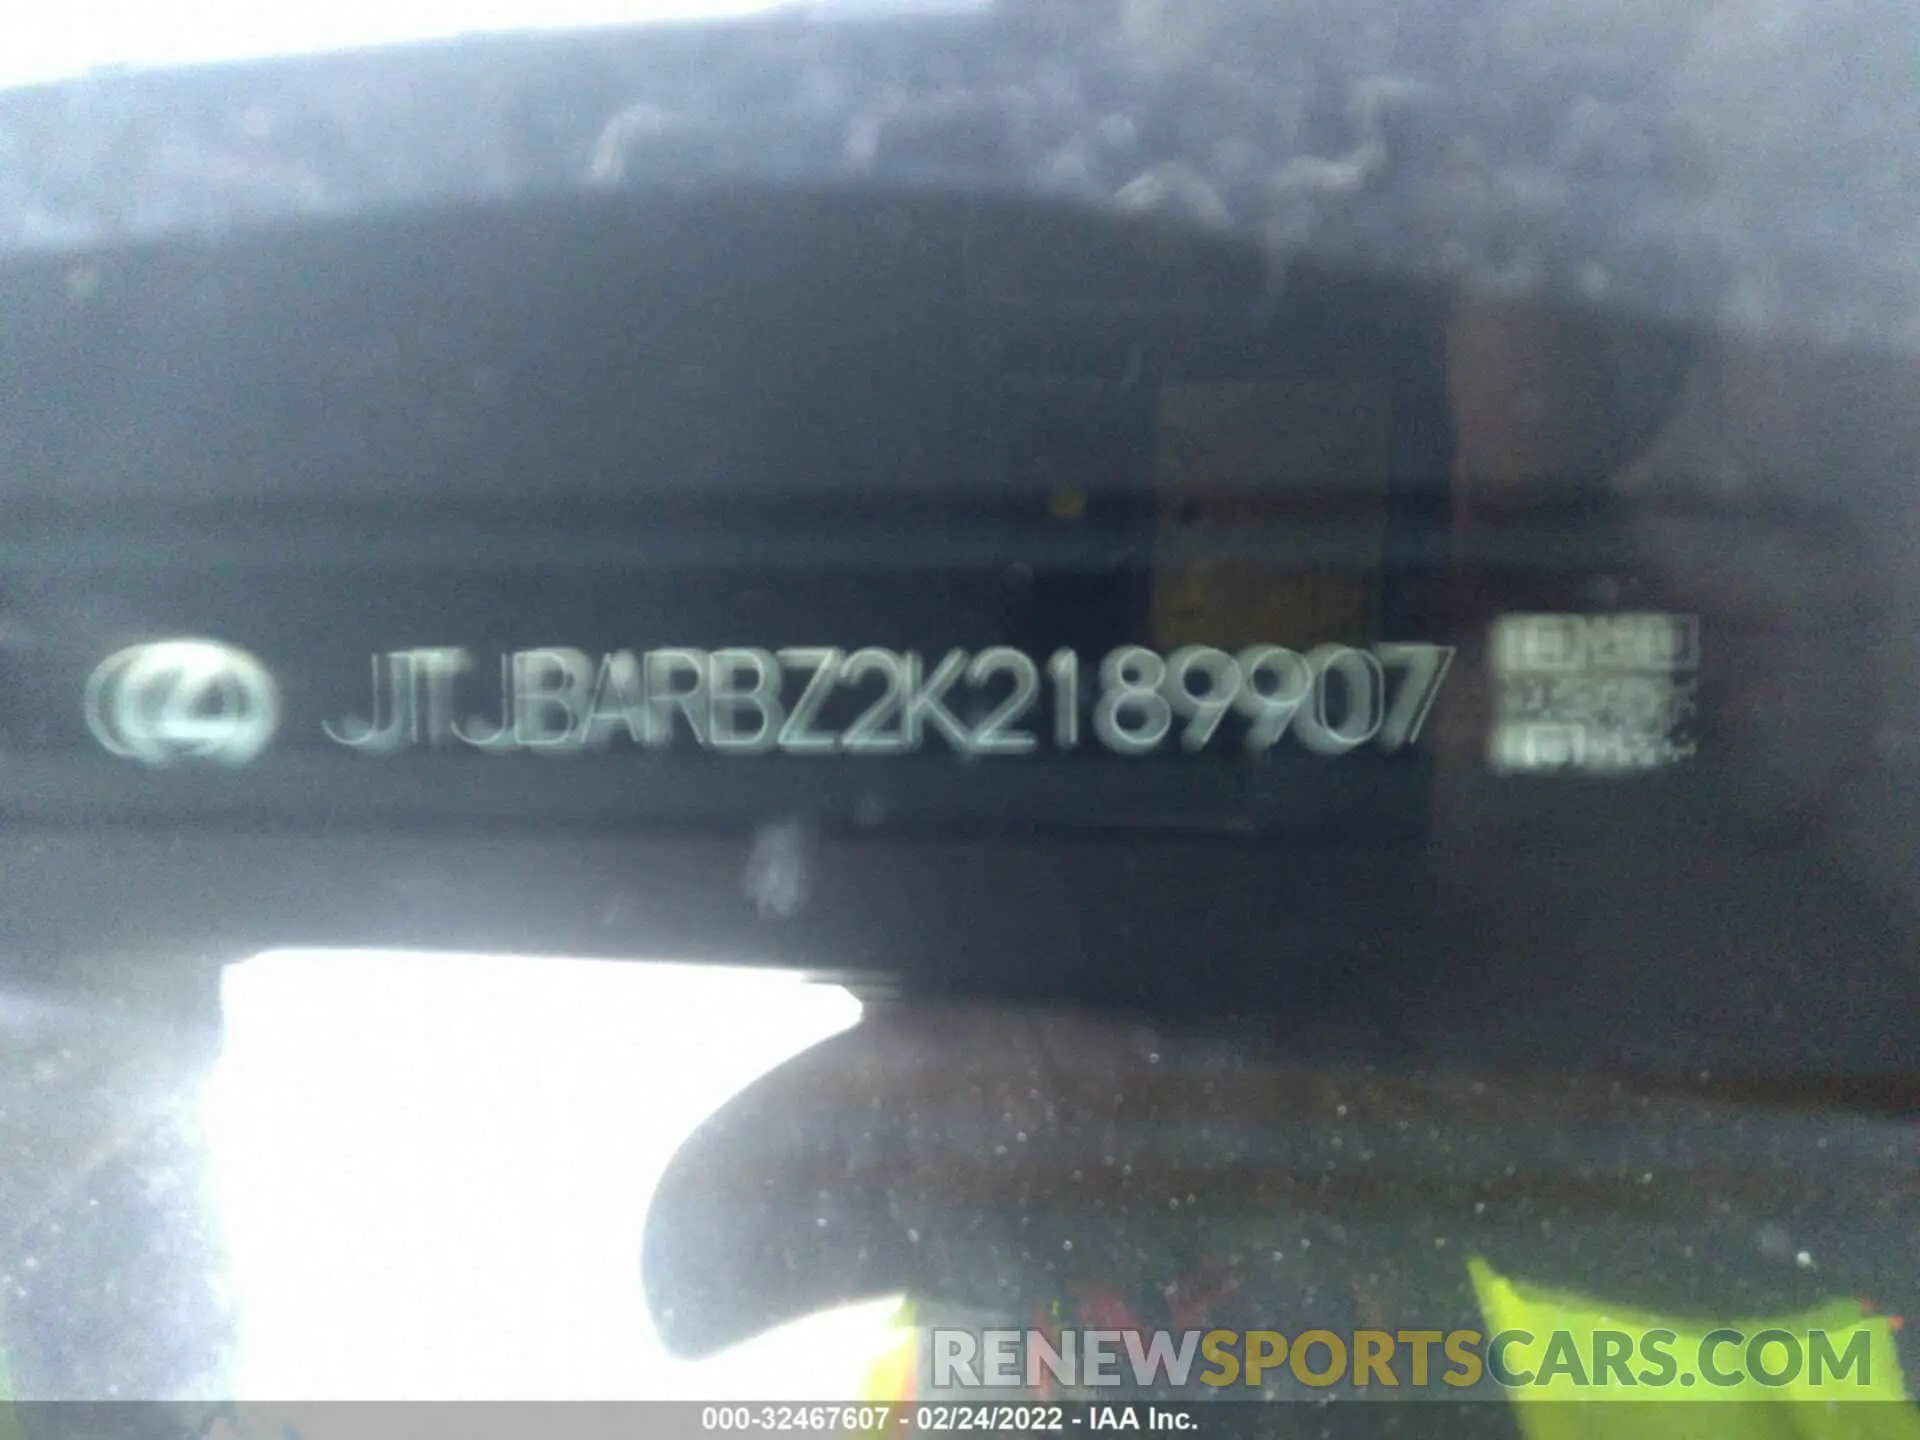 JTJBARBZ2K2189907
RENEWSPORTSCARS.COM
000-32467607 - 02/24/2022 - IAA Inc.